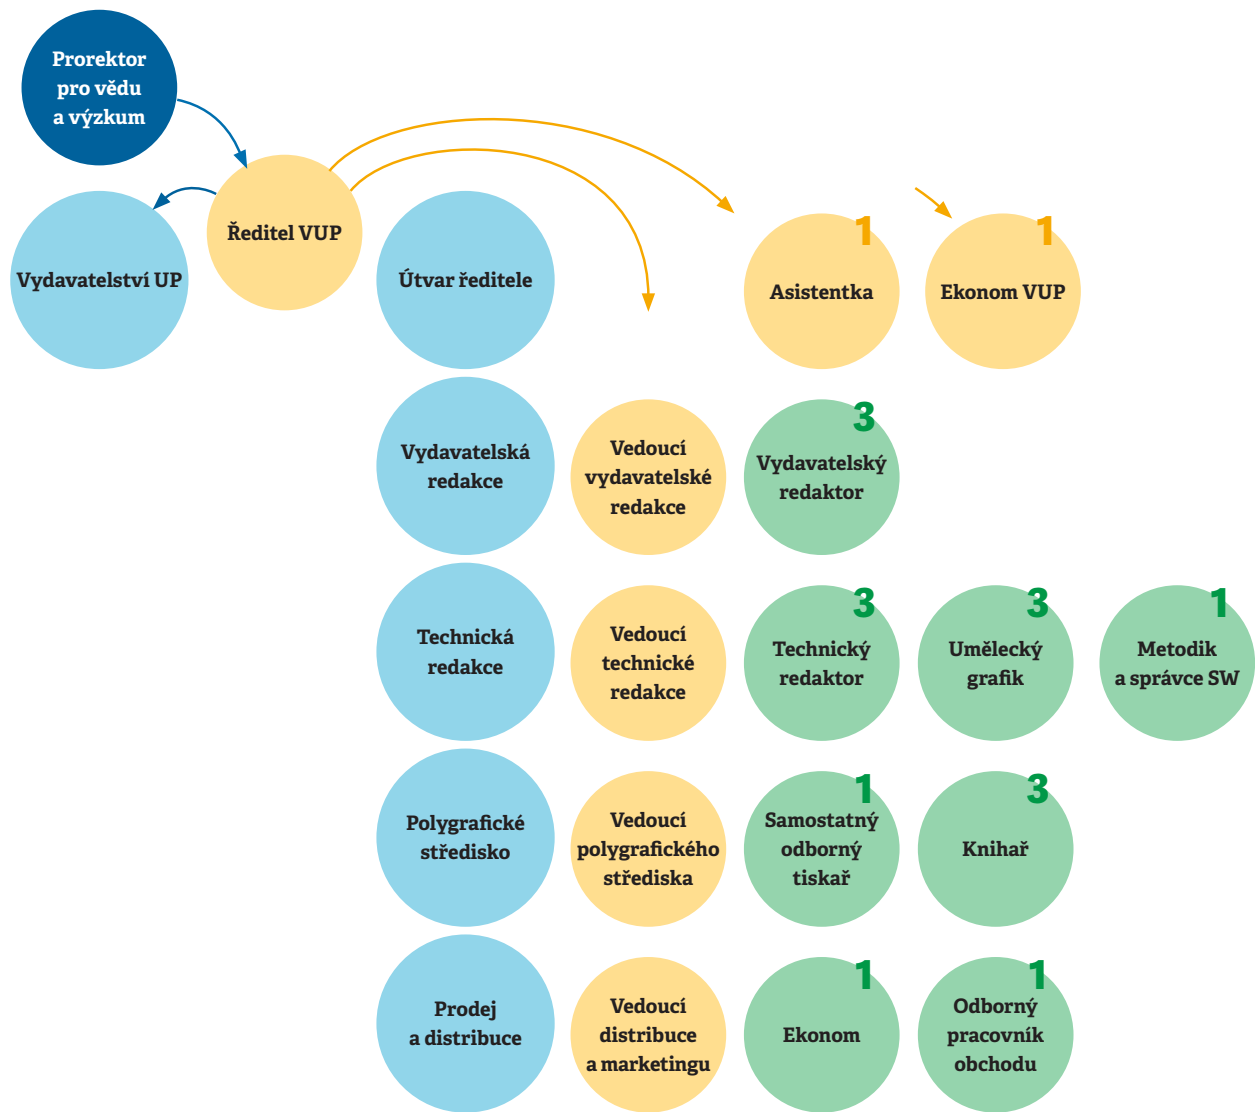 Prorektor
pro vědu
a výzkum
Ředitel VUP
Vydavatelství UP
Útvar ředitele
1
Asistentka
1
Ekonom VUP
Vydavatelská
redakce
Vedoucí
vydavatelské
redakce
3
Vydavatelský
redaktor
Technická
redakce
Vedoucí
technické
redakce
3
Technický
redaktor
3
Umělecký
grafik
1
Metodik
a správce SW
Polygrafické
středisko
Vedoucí
polygrafického
střediska
1
Samostatný
odborný
tiskař
3
Knihař
Prodej
a distribuce
Vedoucí
distribuce
a marketingu
1
Ekonom
1
Odborný
pracovník
obchodu